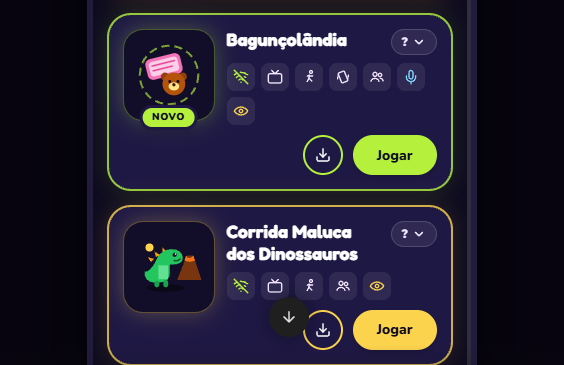 Bagunçolândia
?
NOVO
Jogar
Corrida Maluca
dos Dinossauros
?
Jogar